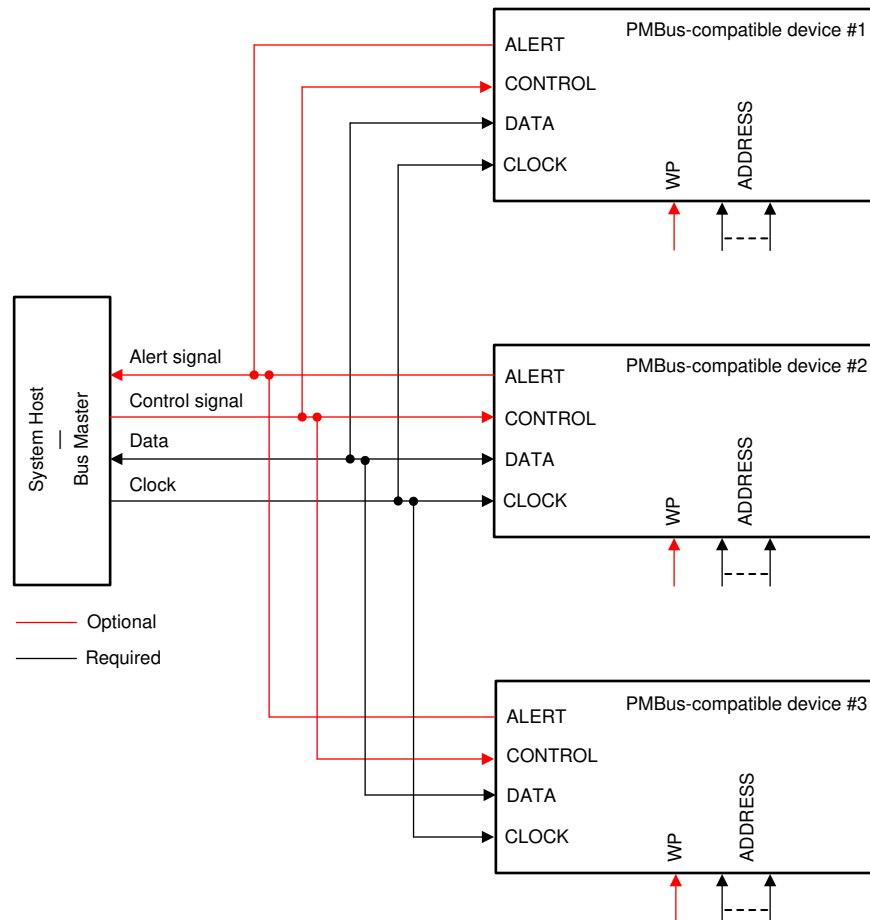 PMBus-compatible device #1
ALERT
CONTROL
DATA
CLOCK
WP
ADDRESS
System Host
—
Bus Master
Alert signal
Control signal
Data
Clock
PMBus-compatible device #2
ALERT
CONTROL
DATA
CLOCK
WP
ADDRESS
Optional
Required
PMBus-compatible device #3
ALERT
CONTROL
DATA
CLOCK
WP
ADDRESS